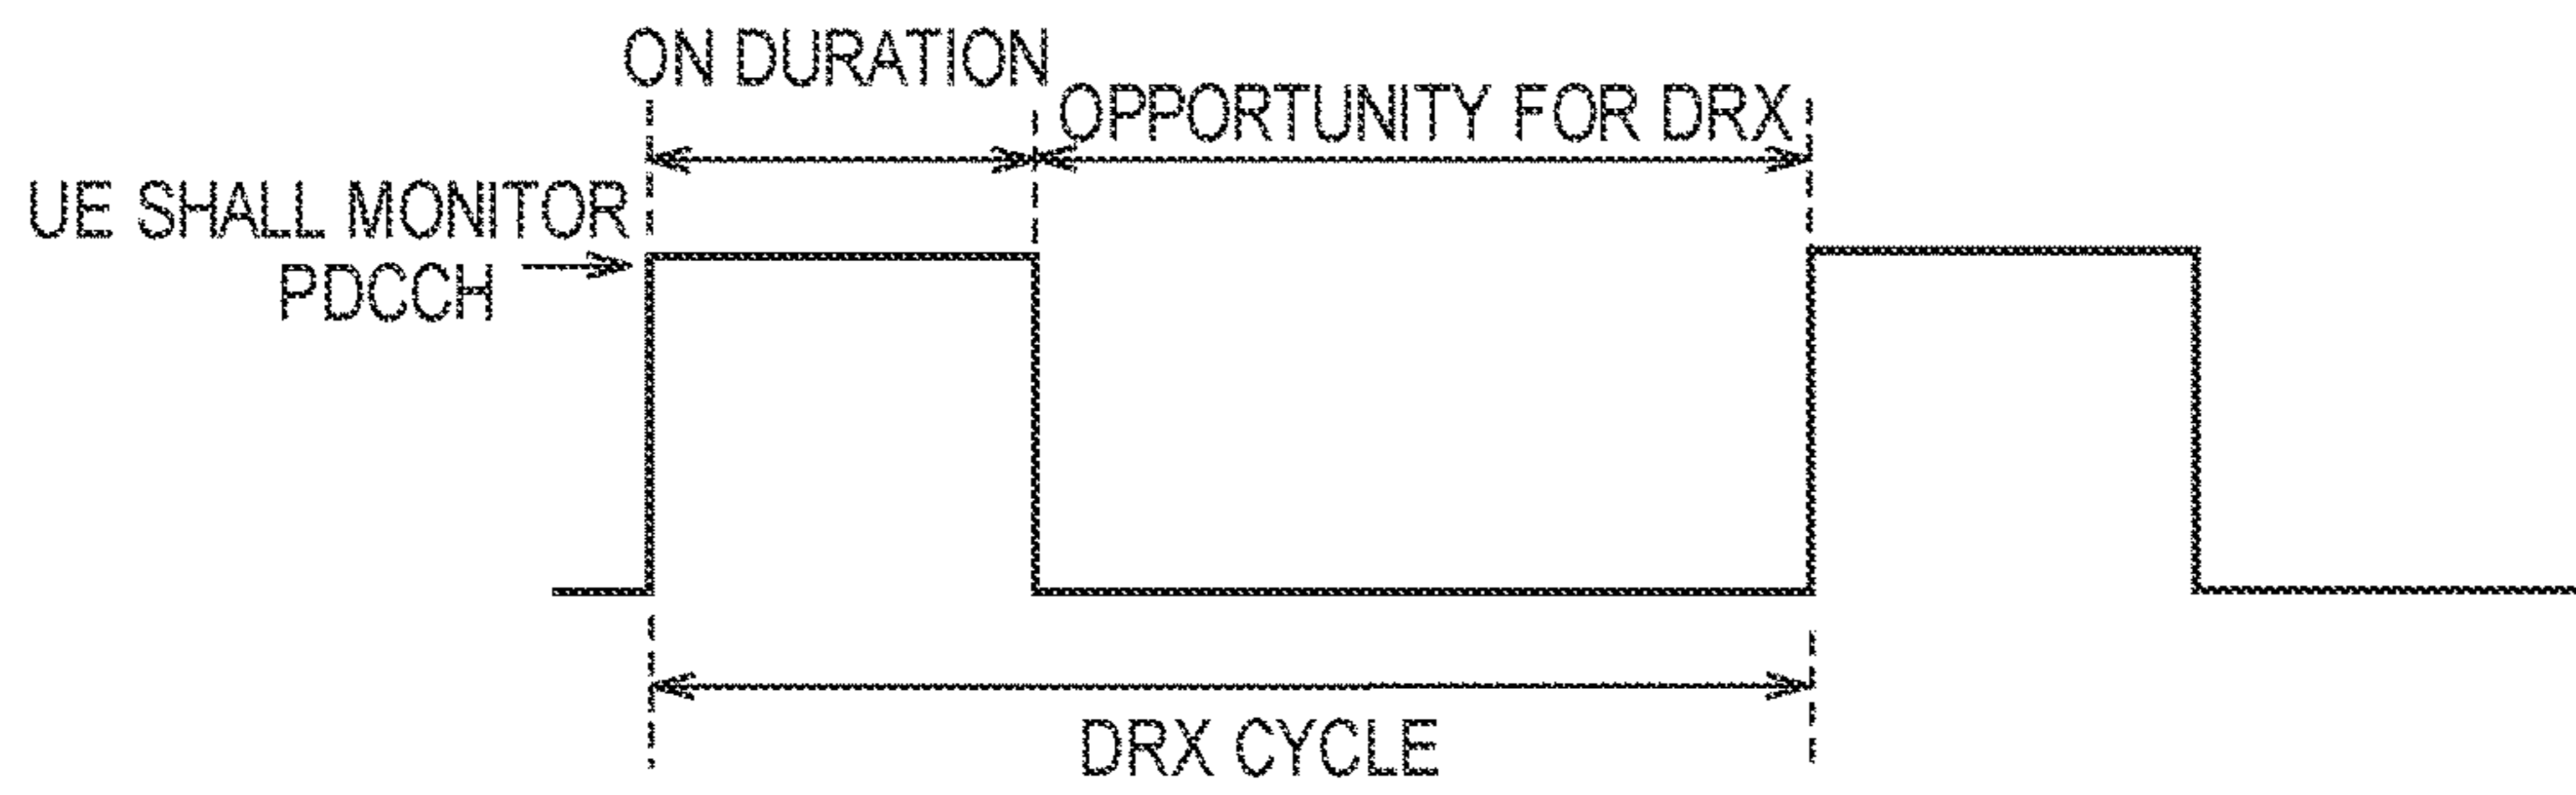 ON DURATION
OPPORTUNITY FOR DRX
UE SHALL MONITOR
PDCCH
DRX CYCLE